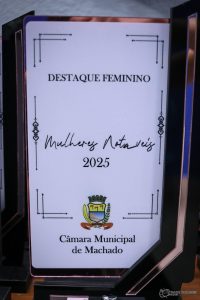 DESTAQUE FEMININO
Mulheres Notáveis
2025
Câmara Municipal
de Machado